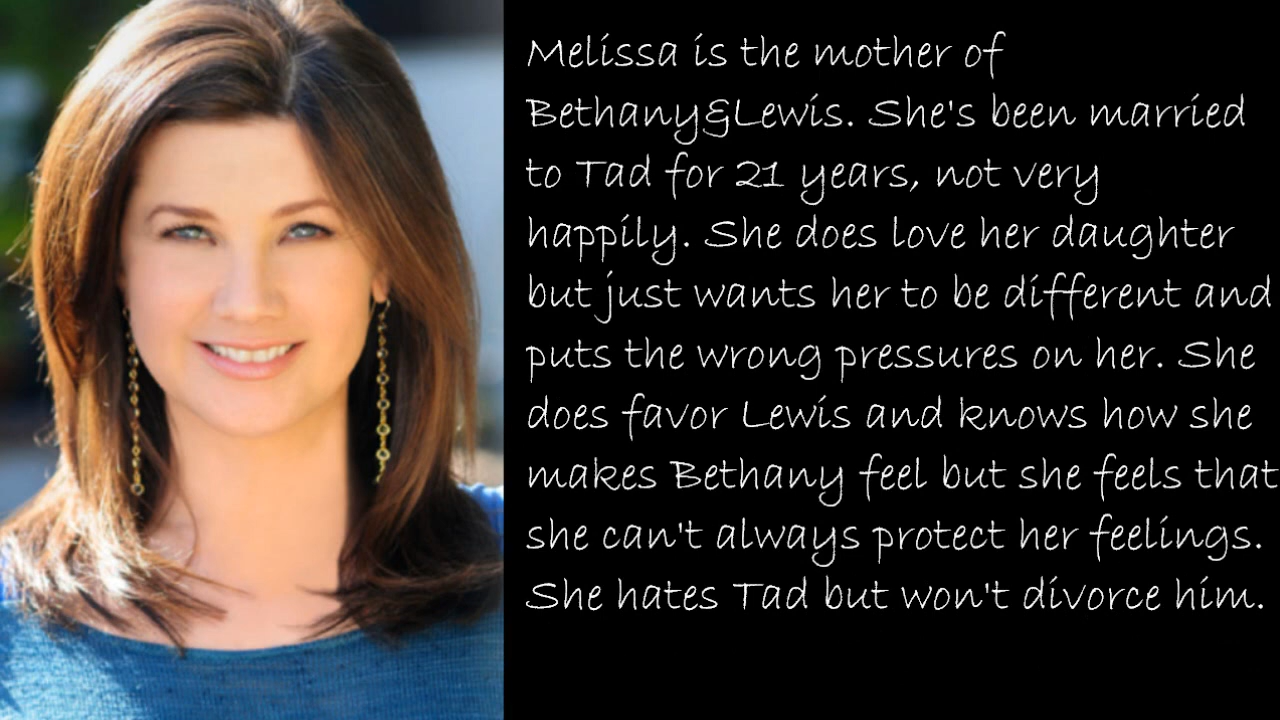 Melissa is the mother of
Bethany&Lewis. She's been married
to Tad for 21 years, not very
happily. She does love her daughter
but just wants her to be different and
puts the wrong pressures on her. She
does favor Lewis and knows how she
makes Bethany feel but she feels that
she can't always protect her feelings.
She hates Tad but won't divorce him.